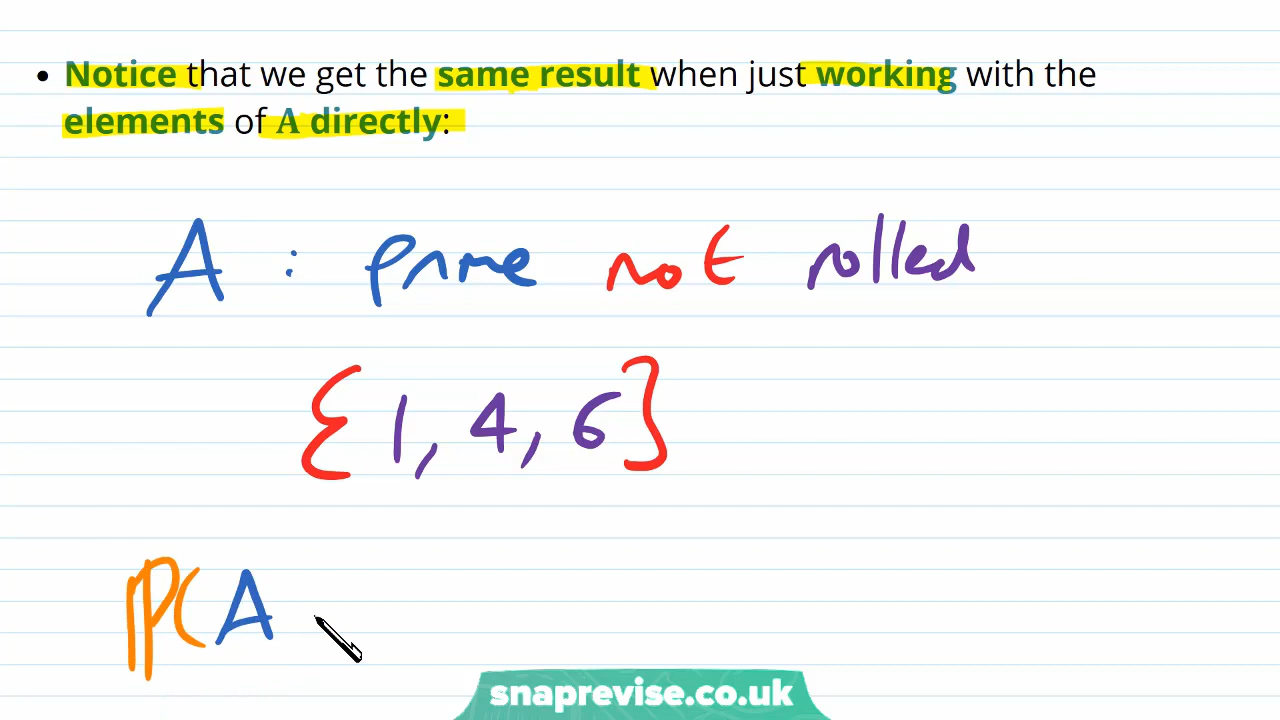 • Notice that we get the same result when just working with the
elements of A directly:
A : prime not rolled
{1, 4, 6}
ℙ(A
snaprevise.co.uk